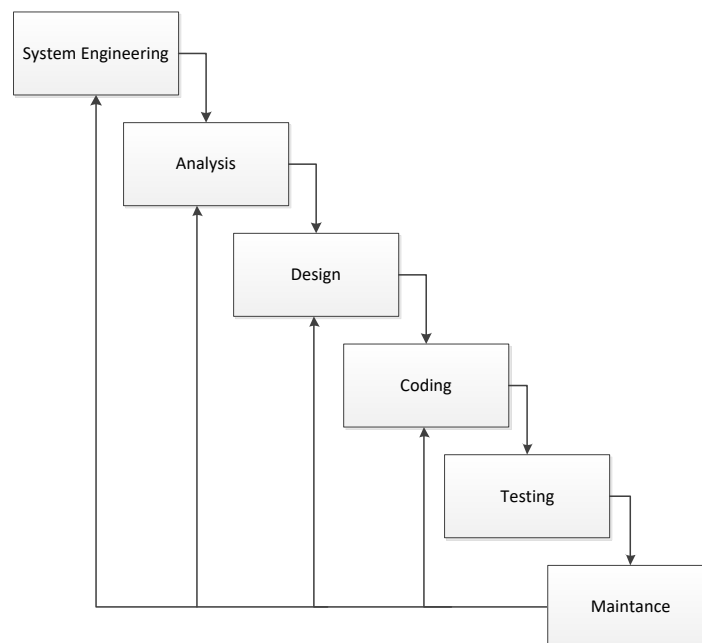 System Engineering
Analysis
Design
Coding
Testing
Maintance